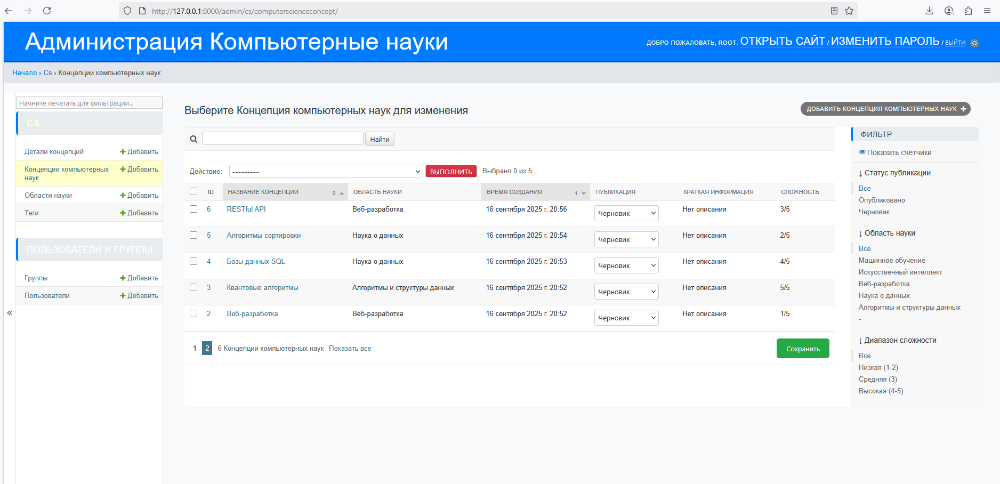 http://127.0.0.1:8000/admin/cs/computerscienceconcept/
Администрация Компьютерные науки
ДОБРО ПОЖАЛОВАТЬ, ROOT. ОТКРЫТЬ САЙТ / ИЗМЕНИТЬ ПАРОЛЬ / ВЫЙТИ
Начало › Cs › Концепции компьютерных наук
Начните печатать для фильтрации...
CS
Детали концепций Добавить
Концепции компьютерных наук Добавить
Области науки Добавить
Теги Добавить
ПОЛЬЗОВАТЕЛИ И ГРУППЫ
Группы Добавить
Пользователи Добавить
«
Выберите Концепция компьютерных наук для изменения
ДОБАВИТЬ КОНЦЕПЦИЯ КОМПЬЮТЕРНЫХ НАУК
Найти
Действие: --------- ВЫПОЛНИТЬ Выбрано 0 из 5
ID НАЗВАНИЕ КОНЦЕПЦИИ 2 ОБЛАСТЬ НАУКИ ВРЕМЯ СОЗДАНИЯ 1 ПУБЛИКАЦИЯ КРАТКАЯ ИНФОРМАЦИЯ СЛОЖНОСТЬ
6 RESTful API Веб-разработка 16 сентября 2025 г. 20:56 Черновик Нет описания 3/5
5 Алгоритмы сортировки Наука о данных 16 сентября 2025 г. 20:54 Черновик Нет описания 2/5
4 Базы данных SQL Наука о данных 16 сентября 2025 г. 20:53 Черновик Нет описания 4/5
3 Квантовые алгоритмы Алгоритмы и структуры данных 16 сентября 2025 г. 20:52 Черновик Нет описания 5/5
2 Веб-разработка Веб-разработка 16 сентября 2025 г. 20:52 Черновик Нет описания 1/5
1 2 6 Концепции компьютерных наук Показать все
Сохранить
ФИЛЬТР
Показать счётчики
↓ Статус публикации
Все
Опубликовано
Черновик
↓ Область науки
Все
Машинное обучение
Искусственный интеллект
Веб-разработка
Наука о данных
Алгоритмы и структуры данных
-
↓ Диапазон сложности
Все
Низкая (1-2)
Средняя (3)
Высокая (4-5)